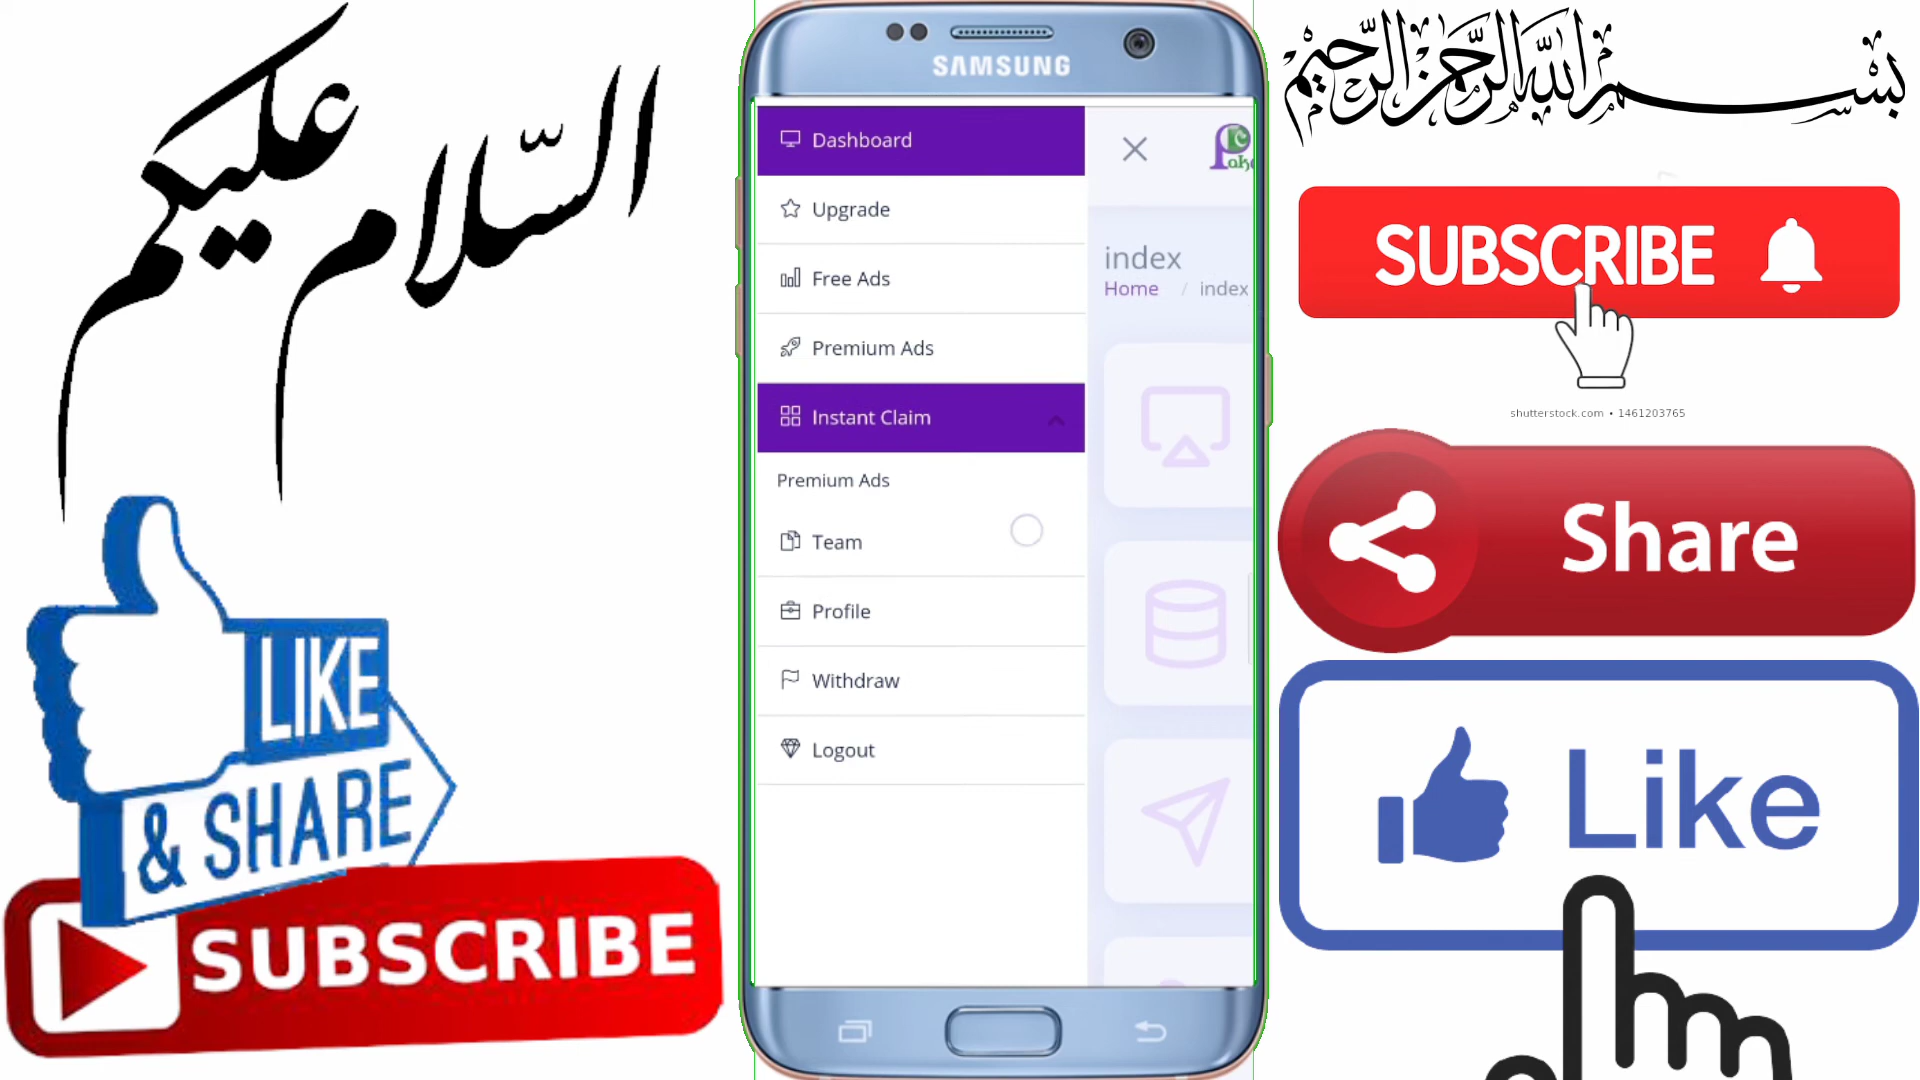 السلام عليكم
LIKE
& SHARE
SUBSCRIBE
SAMSUNG
Dashboard
Upgrade
Free Ads
Premium Ads
Instant Claim
Premium Ads
Team
Profile
Withdraw
Logout
index
Home / index
بسم الله الرحمن الرحيم
SUBSCRIBE
shutterstock.com • 1461203765
Share
Like